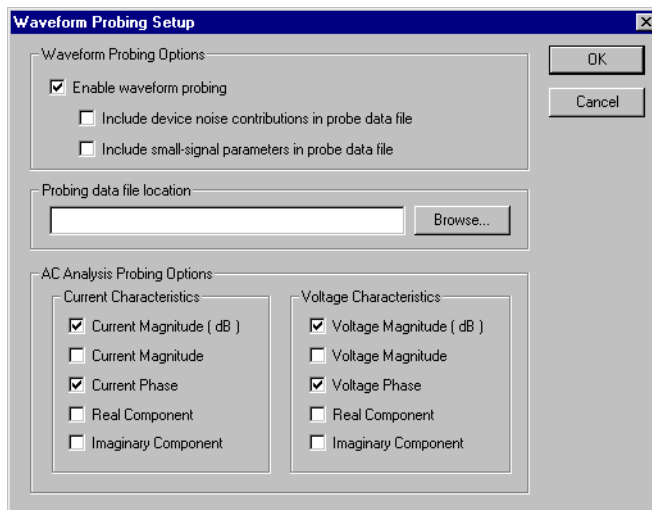 Waveform Probing Setup
Waveform Probing Options
Enable waveform probing
Include device noise contributions in probe data file
Include small-signal parameters in probe data file
OK
Cancel
Probing data file location
Browse...
AC Analysis Probing Options
Current Characteristics
Current Magnitude ( dB )
Current Magnitude
Current Phase
Real Component
Imaginary Component
Voltage Characteristics
Voltage Magnitude ( dB )
Voltage Magnitude
Voltage Phase
Real Component
Imaginary Component